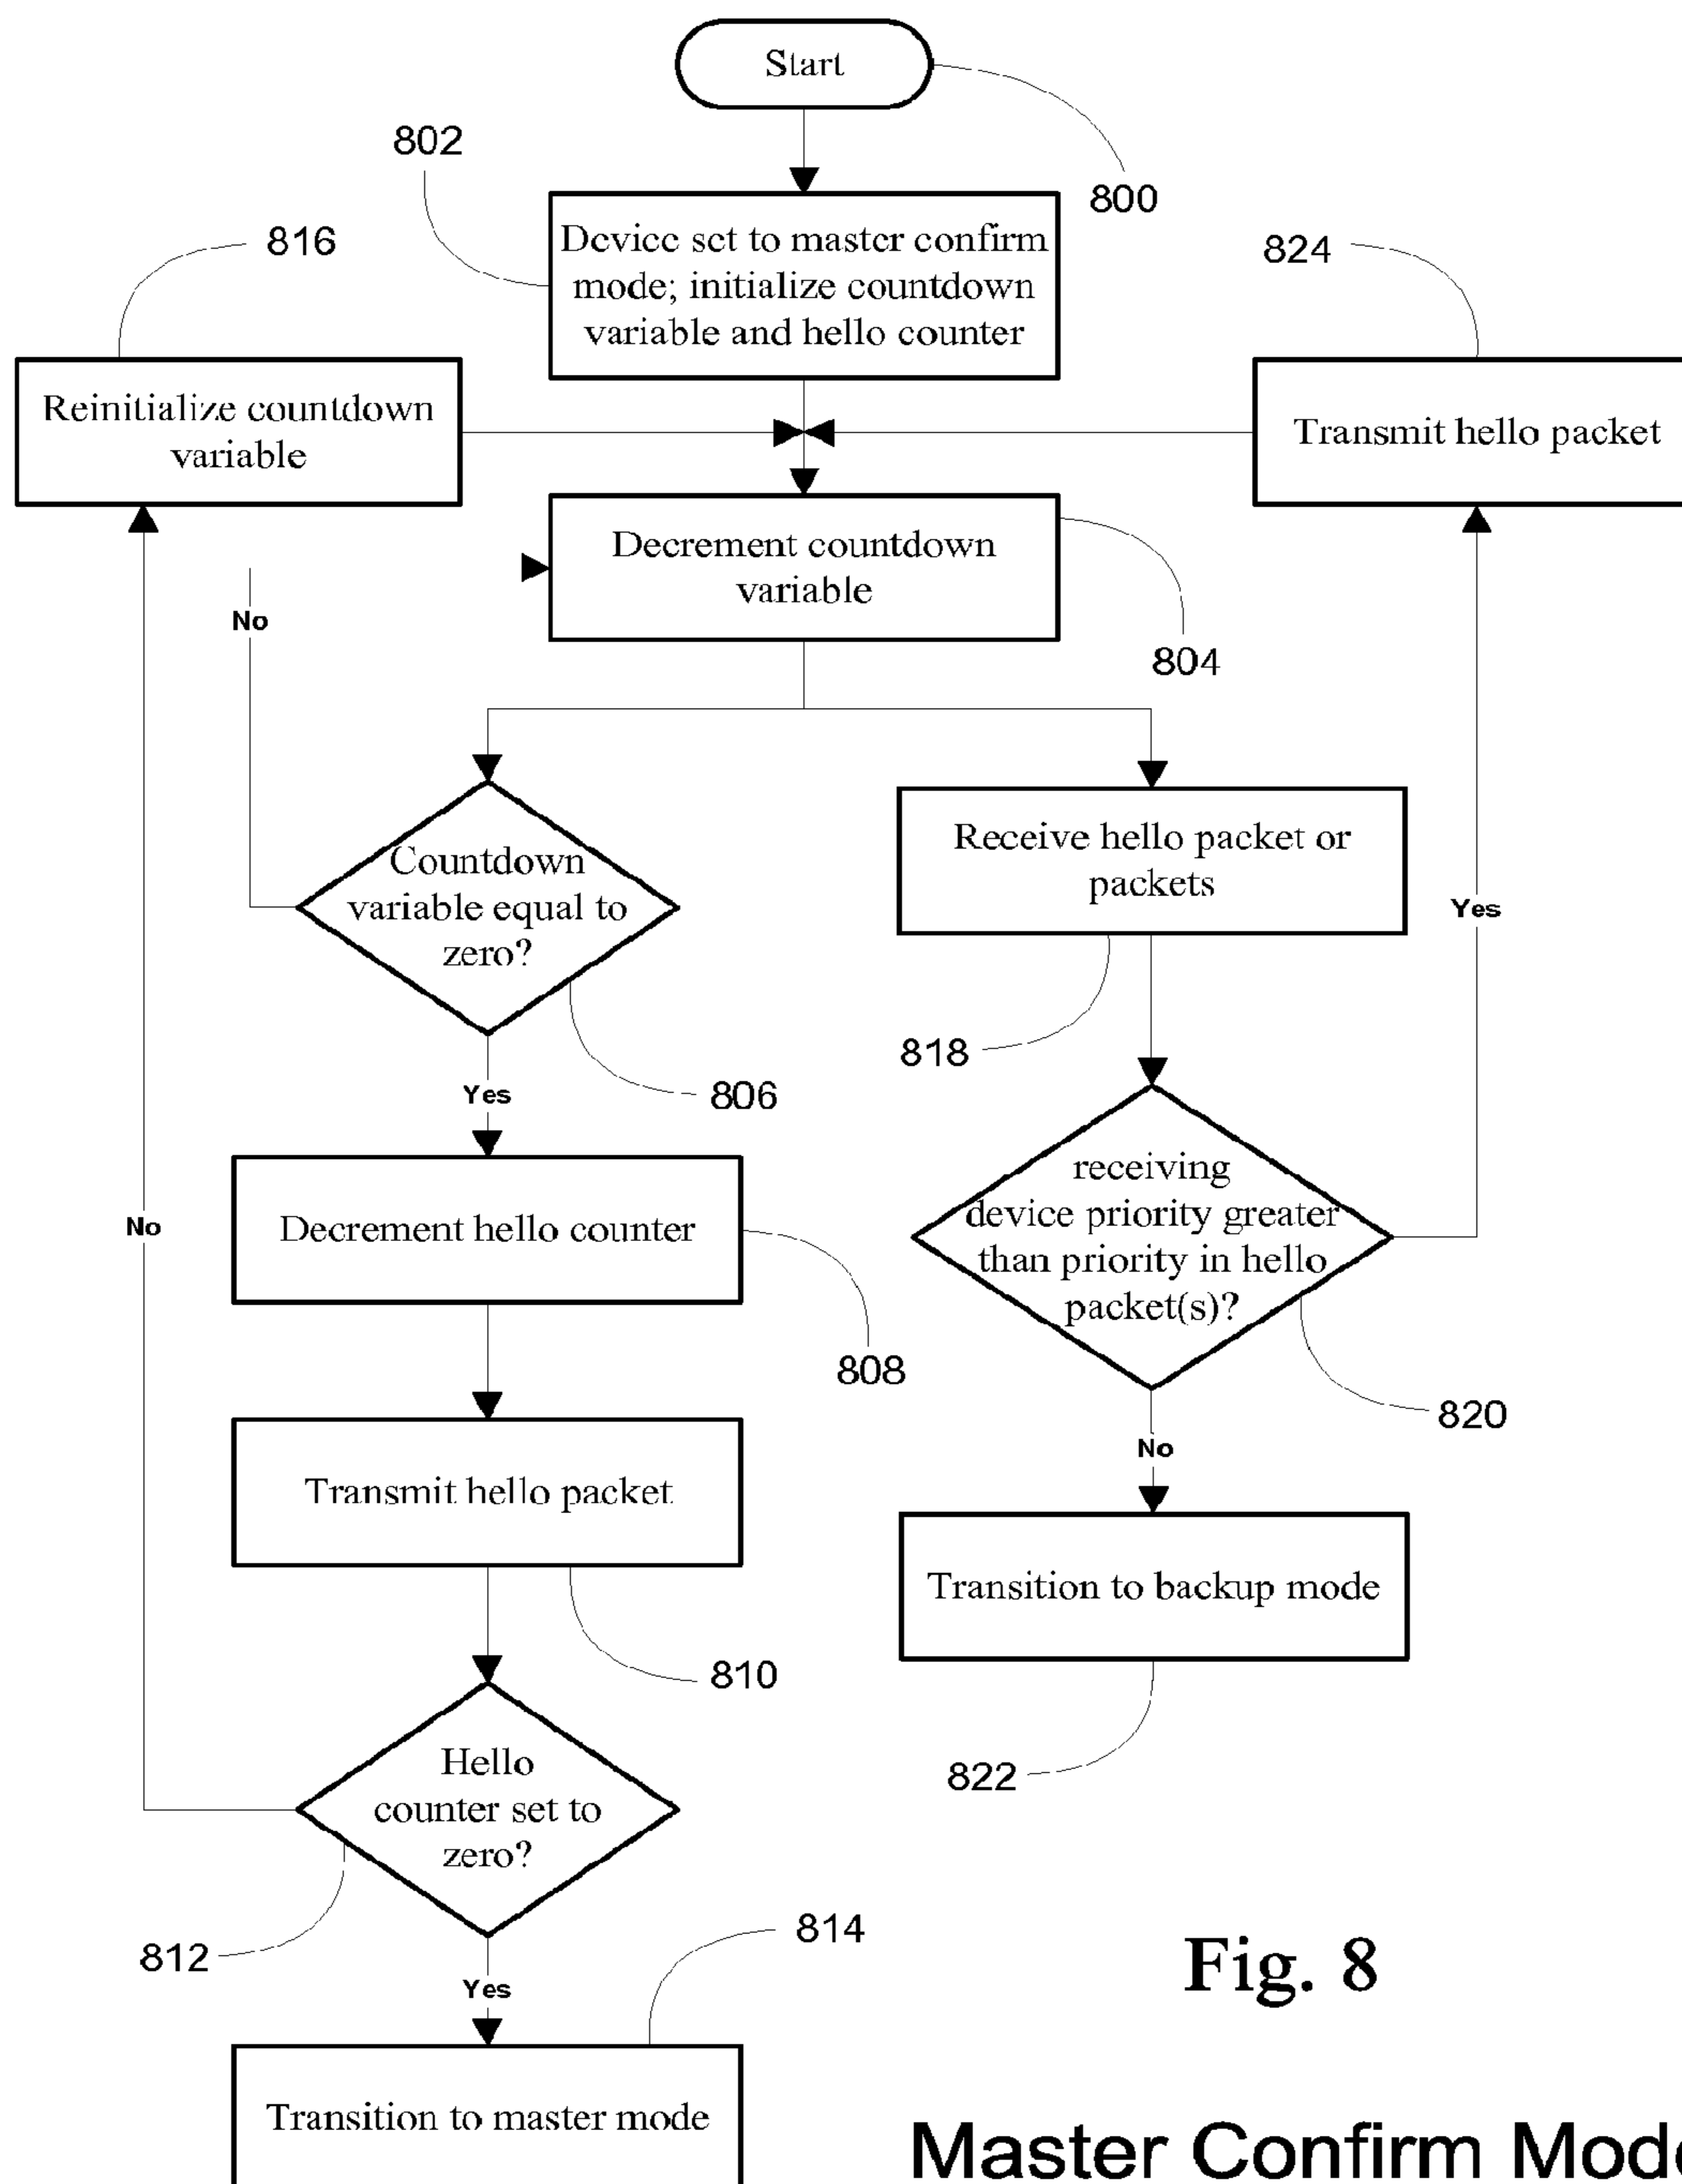 Start
800
802
Device set to master confirm
mode; initialize countdown
variable and hello counter
816
824
Reinitialize countdown
variable
Transmit hello packet
Decrement countdown
variable
804
No
Countdown
variable equal to
zero?
806
Yes
Receive hello packet or
packets
818
Yes
receiving
device priority greater
than priority in hello
packet(s)?
820
No
Decrement hello counter
808
No
Transmit hello packet
810
Transition to backup mode
822
Hello
counter set to
zero?
812
Yes
814
Transition to master mode
Fig. 8
Master Confirm Mode